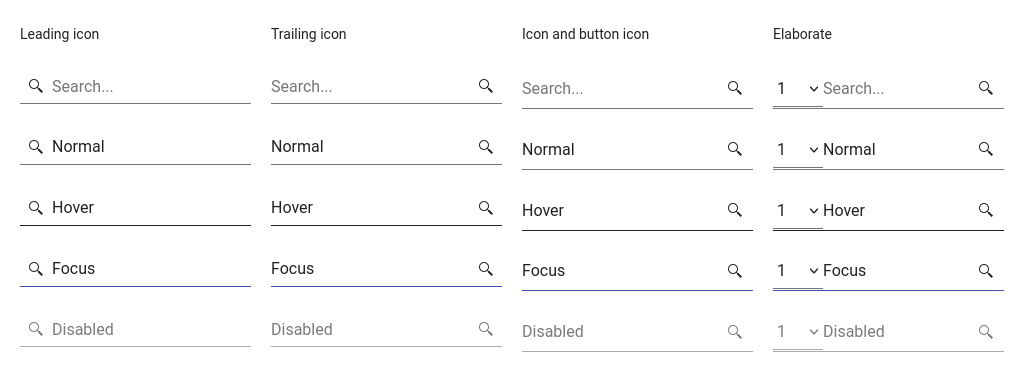 Leading icon Trailing icon Icon and button icon Elaborate
Search... Search... Search... 1 Search...
Normal Normal Normal 1 Normal
Hover Hover Hover 1 Hover
Focus Focus Focus 1 Focus
Disabled Disabled Disabled 1 Disabled